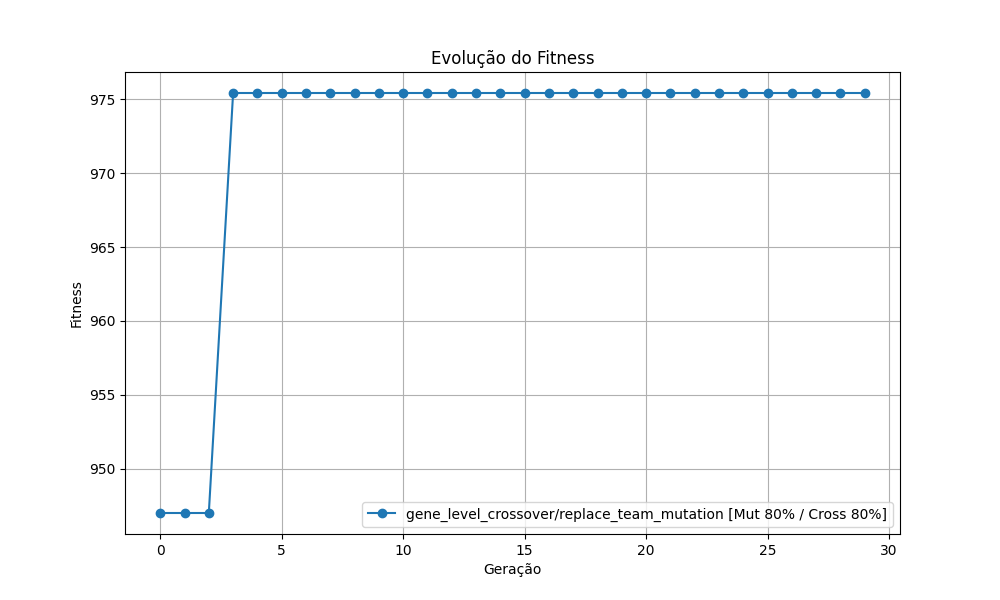 Evolução do Fitness
975
970
965
960
955
950
Fitness
gene_level_crossover/replace_team_mutation [Mut 80% / Cross 80%]
0 5 10 15 20 25 30
Geração